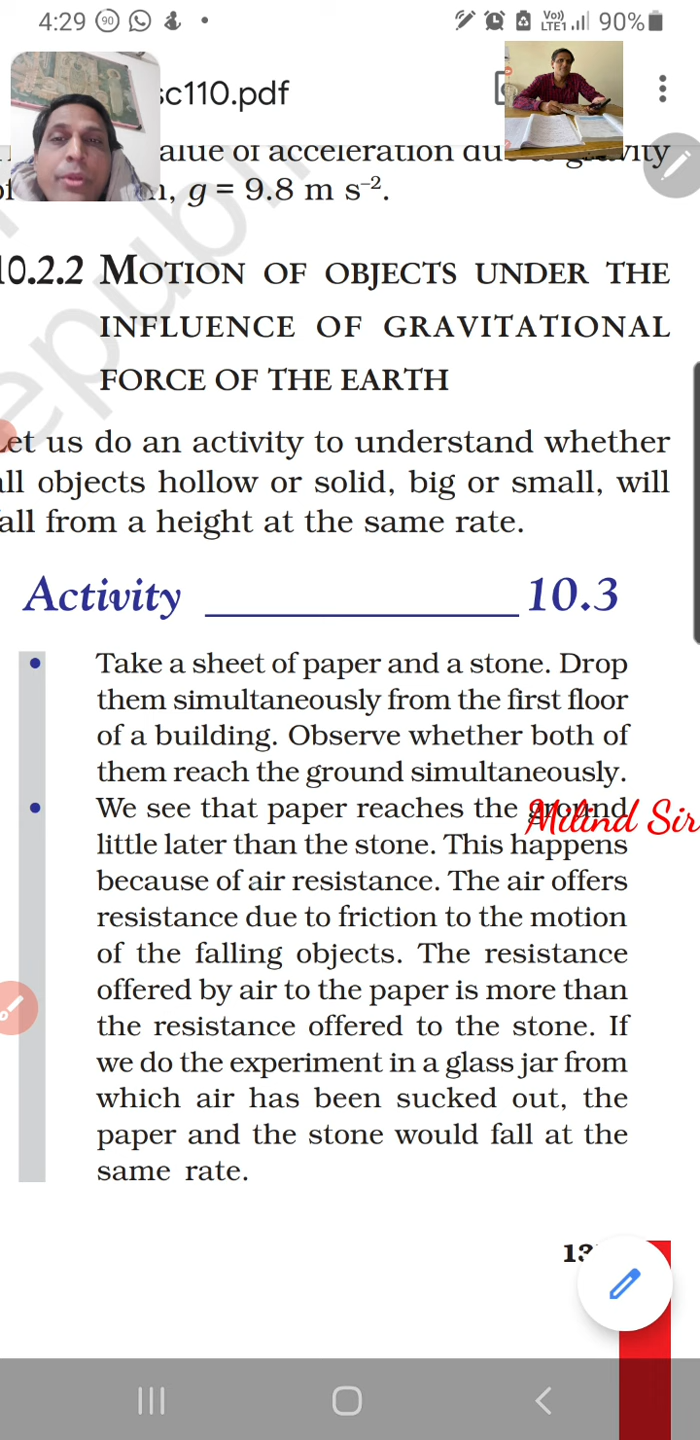 4:29 90 Vo)) LTE1 90%
sc110.pdf
alue of acceleration du gravity
g = 9.8 m s⁻².
10.2.2 MOTION OF OBJECTS UNDER THE
INFLUENCE OF GRAVITATIONAL
FORCE OF THE EARTH
Let us do an activity to understand whether
all objects hollow or solid, big or small, will
fall from a height at the same rate.
Activity 10.3
• Take a sheet of paper and a stone. Drop
them simultaneously from the first floor
of a building. Observe whether both of
them reach the ground simultaneously.
• We see that paper reaches the ground
Milind Sir
little later than the stone. This happens
because of air resistance. The air offers
resistance due to friction to the motion
of the falling objects. The resistance
offered by air to the paper is more than
the resistance offered to the stone. If
we do the experiment in a glass jar from
which air has been sucked out, the
paper and the stone would fall at the
same rate.
13